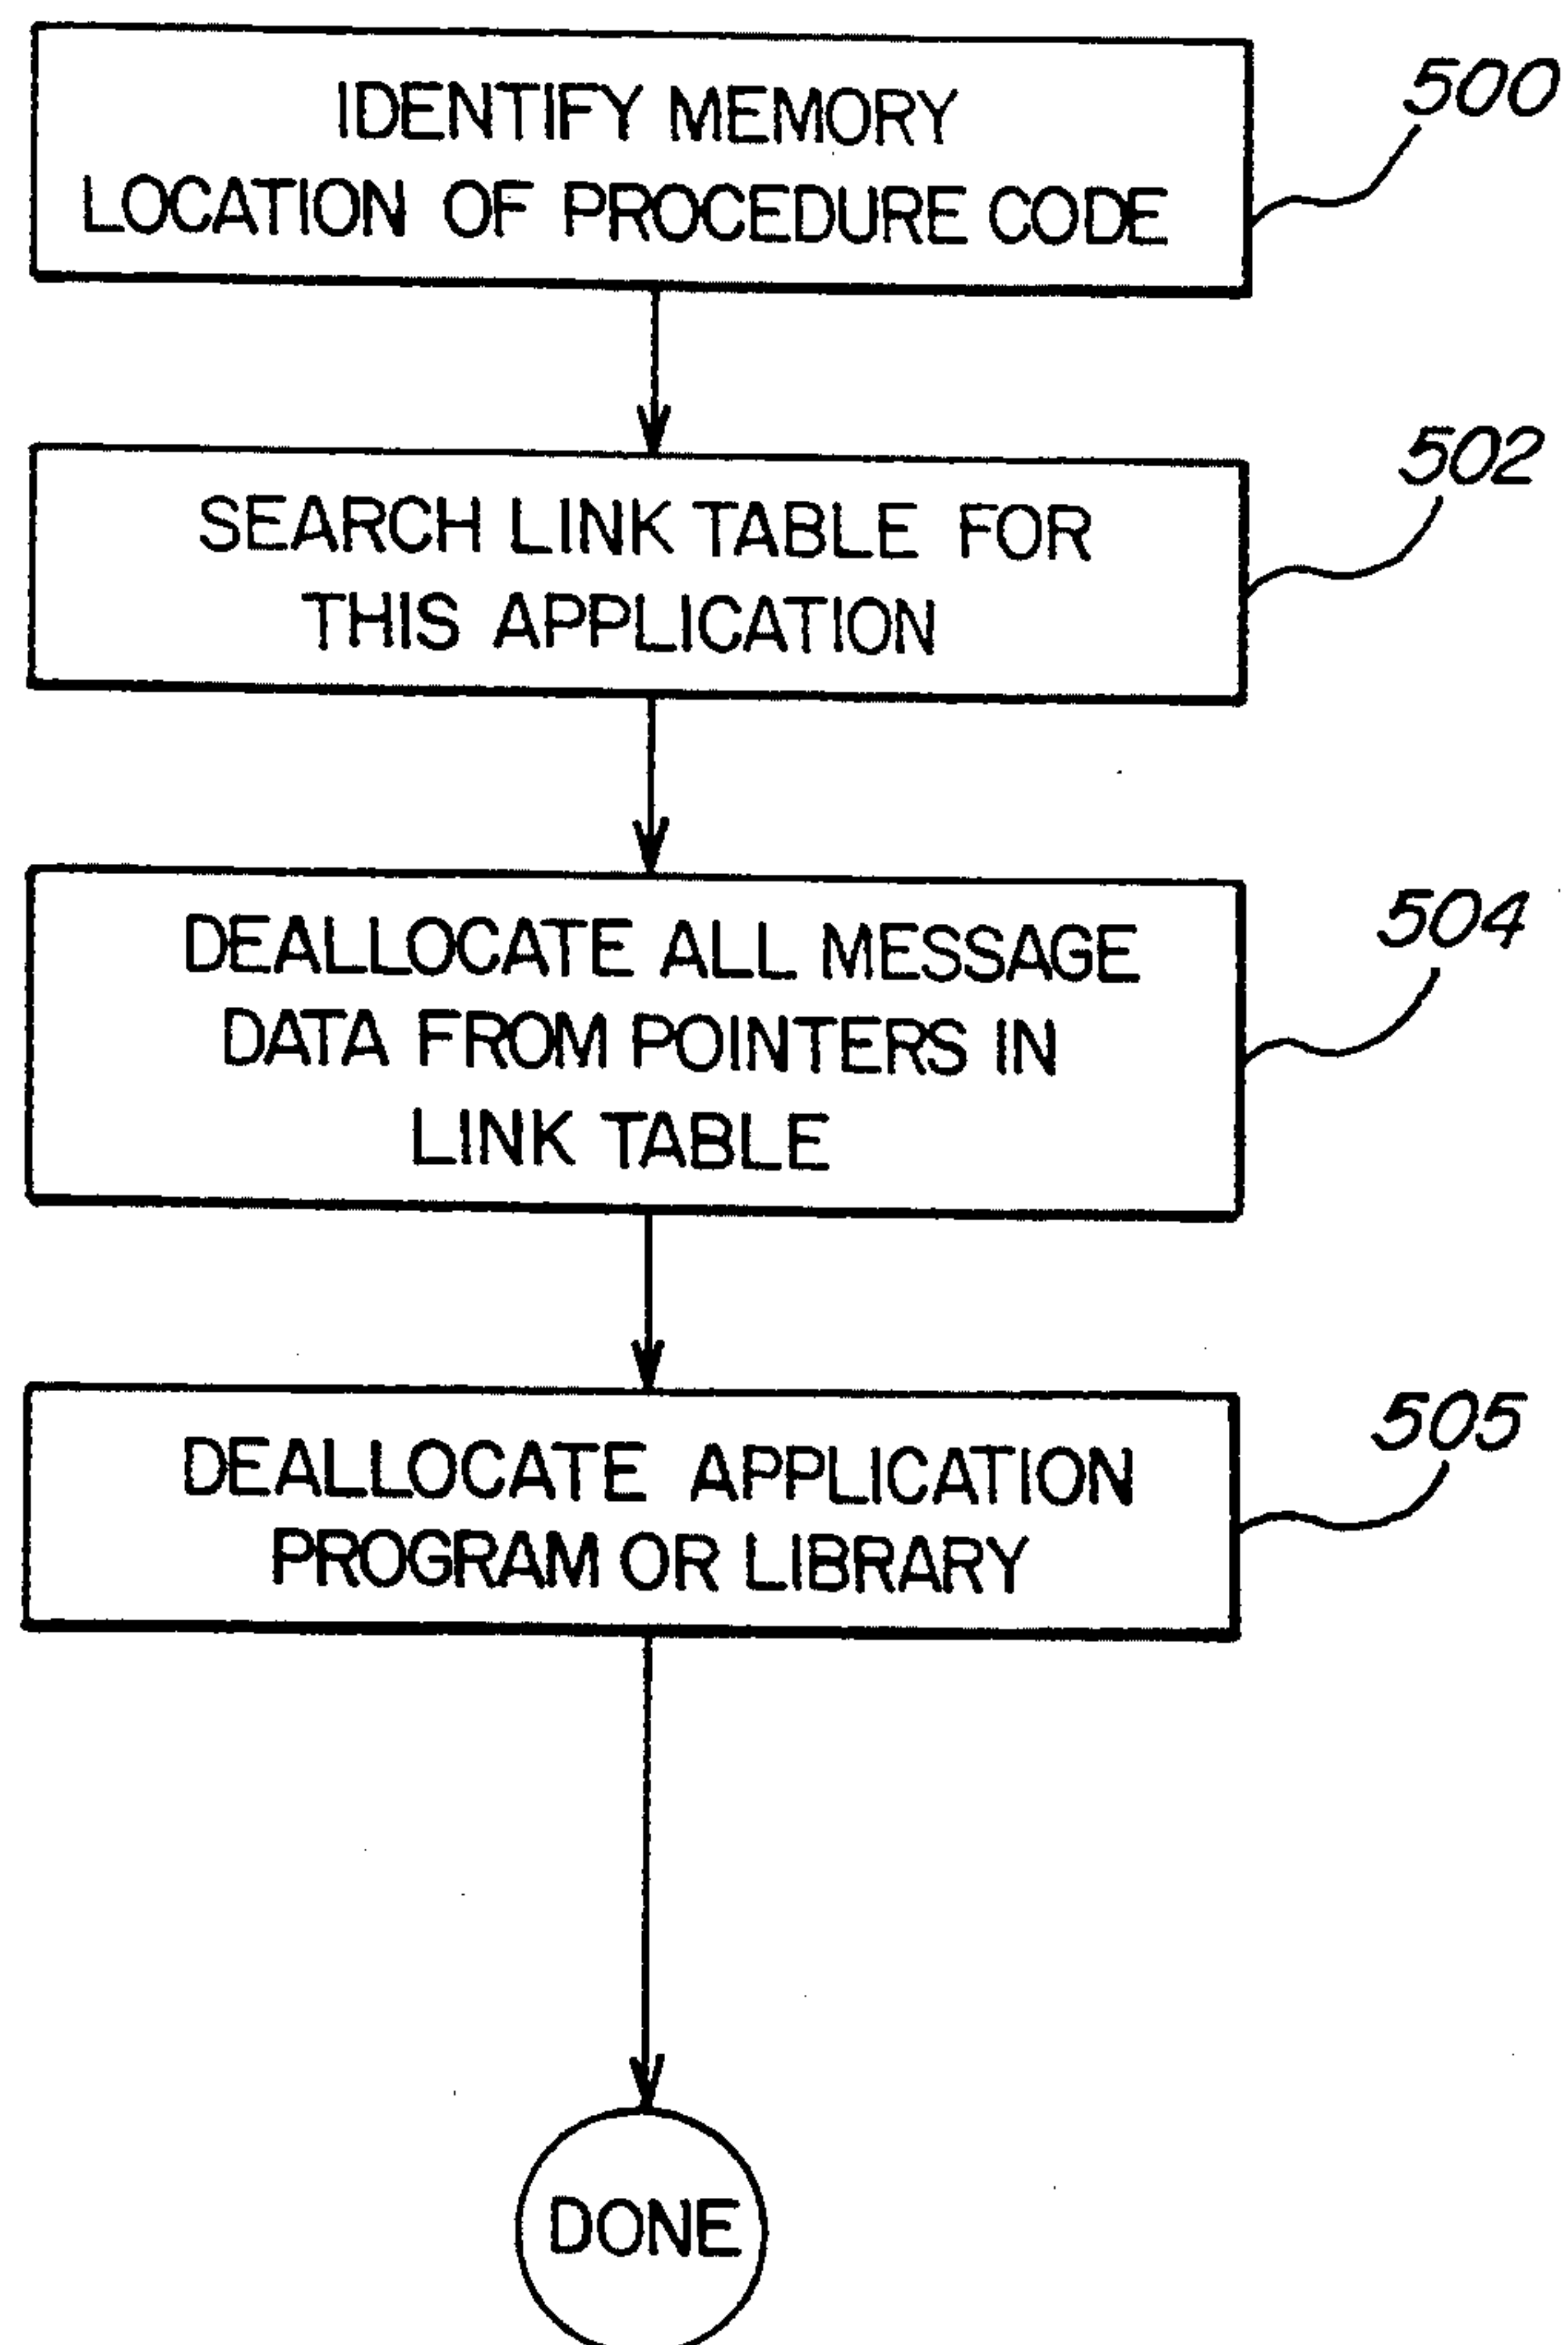 IDENTIFY MEMORY
LOCATION OF PROCEDURE CODE
500
SEARCH LINK TABLE FOR
THIS APPLICATION
502
DEALLOCATE ALL MESSAGE
DATA FROM POINTERS IN
LINK TABLE
504
DEALLOCATE APPLICATION
PROGRAM OR LIBRARY
505
DONE